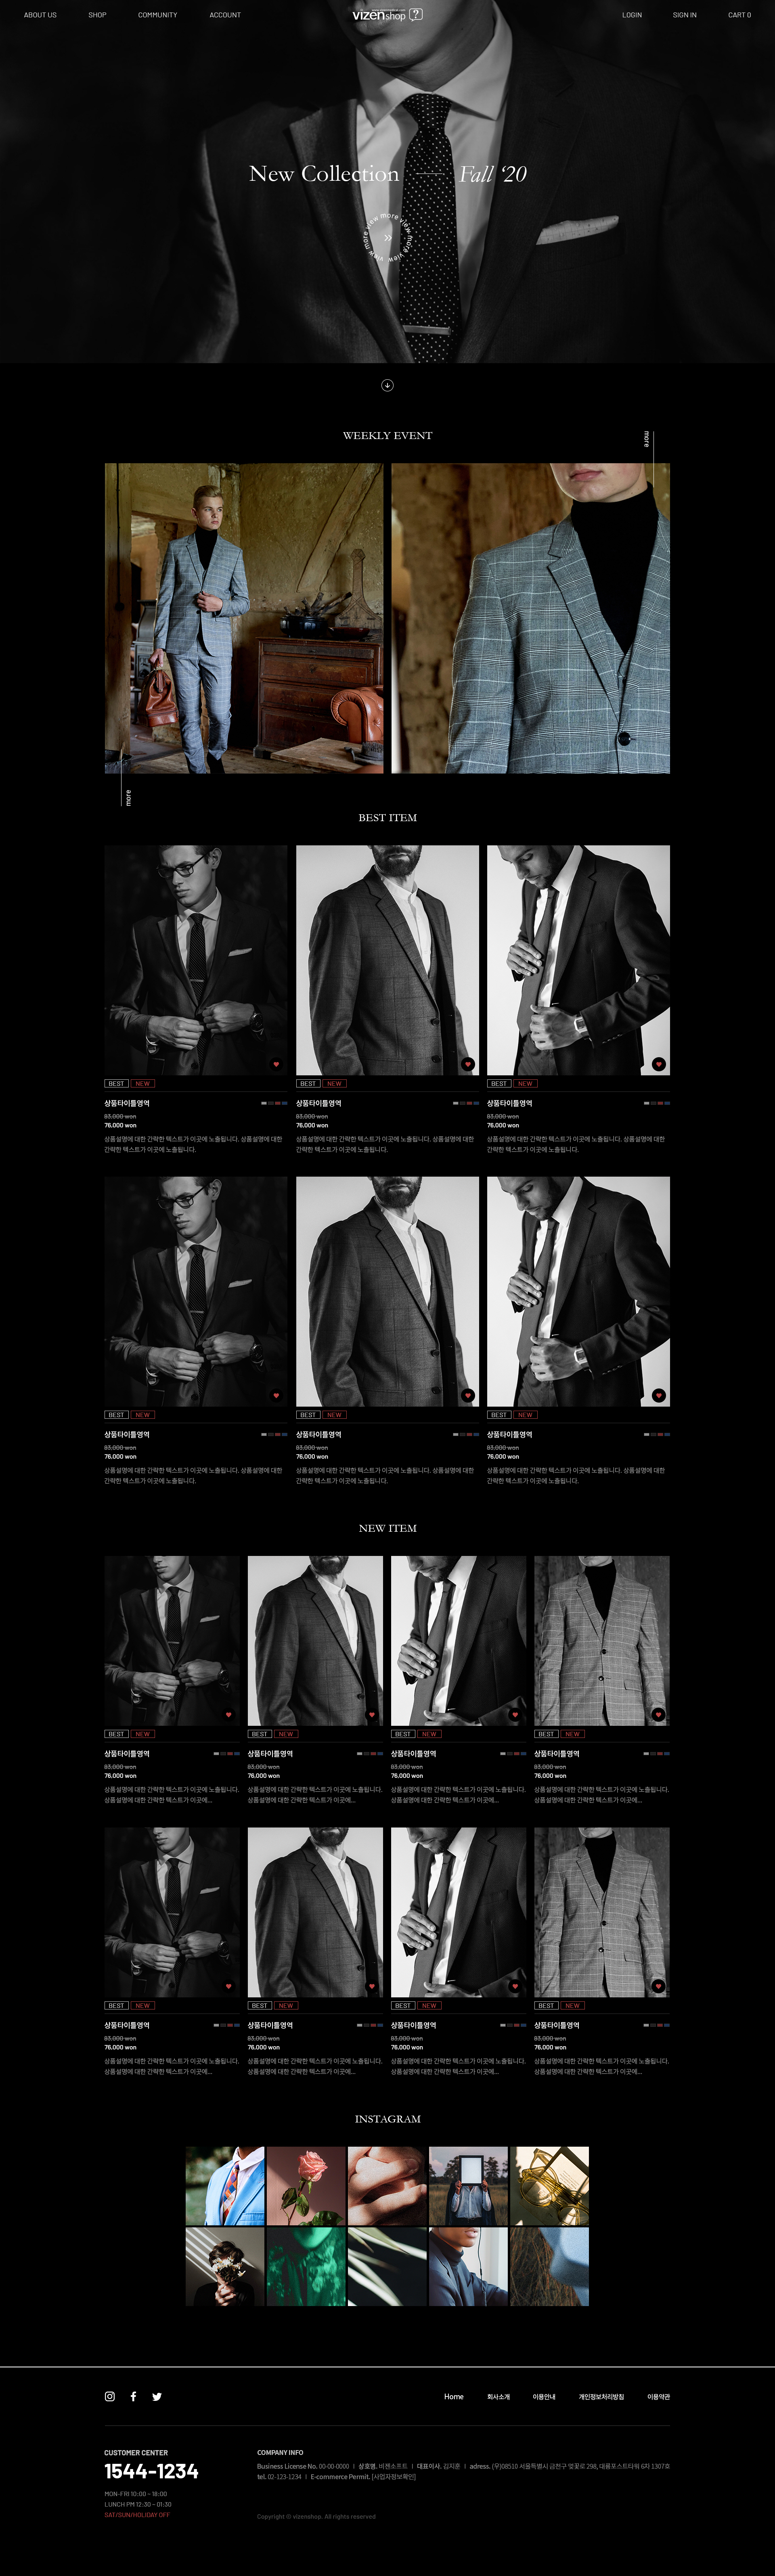 ABOUT US SHOP COMMUNITY ACCOUNT vizenshop ? LOGIN SIGN IN CART 0
New Collection — Fall ‘20
view more view more view more view more
WEEKLY EVENT
more
more
BEST ITEM
BEST NEW BEST NEW BEST NEW
상품타이틀영역 상품타이틀영역 상품타이틀영역
83,000 won 83,000 won 83,000 won
76,000 won 76,000 won 76,000 won
상품설명에 대한 간략한 텍스트가 이곳에 노출됩니다. 상품설명에 대한 상품설명에 대한 간략한 텍스트가 이곳에 노출됩니다. 상품설명에 대한 상품설명에 대한 간략한 텍스트가 이곳에 노출됩니다. 상품설명에 대한
간략한 텍스트가 이곳에 노출됩니다. 간략한 텍스트가 이곳에 노출됩니다. 간략한 텍스트가 이곳에 노출됩니다.
BEST NEW BEST NEW BEST NEW
상품타이틀영역 상품타이틀영역 상품타이틀영역
83,000 won 83,000 won 83,000 won
76,000 won 76,000 won 76,000 won
상품설명에 대한 간략한 텍스트가 이곳에 노출됩니다. 상품설명에 대한 상품설명에 대한 간략한 텍스트가 이곳에 노출됩니다. 상품설명에 대한 상품설명에 대한 간략한 텍스트가 이곳에 노출됩니다. 상품설명에 대한
간략한 텍스트가 이곳에 노출됩니다. 간략한 텍스트가 이곳에 노출됩니다. 간략한 텍스트가 이곳에 노출됩니다.
NEW ITEM
BEST NEW BEST NEW BEST NEW BEST NEW
상품타이틀영역 상품타이틀영역 상품타이틀영역 상품타이틀영역
83,000 won 83,000 won 83,000 won 83,000 won
76,000 won 76,000 won 76,000 won 76,000 won
상품설명에 대한 간략한 텍스트가 이곳에 노출됩니다. 상품설명에 대한 간략한 텍스트가 이곳에 노출됩니다. 상품설명에 대한 간략한 텍스트가 이곳에 노출됩니다. 상품설명에 대한 간략한 텍스트가 이곳에 노출됩니다.
상품설명에 대한 간략한 텍스트가 이곳에... 상품설명에 대한 간략한 텍스트가 이곳에... 상품설명에 대한 간략한 텍스트가 이곳에... 상품설명에 대한 간략한 텍스트가 이곳에...
BEST NEW BEST NEW BEST NEW BEST NEW
상품타이틀영역 상품타이틀영역 상품타이틀영역 상품타이틀영역
83,000 won 83,000 won 83,000 won 83,000 won
76,000 won 76,000 won 76,000 won 76,000 won
상품설명에 대한 간략한 텍스트가 이곳에 노출됩니다. 상품설명에 대한 간략한 텍스트가 이곳에 노출됩니다. 상품설명에 대한 간략한 텍스트가 이곳에 노출됩니다. 상품설명에 대한 간략한 텍스트가 이곳에 노출됩니다.
상품설명에 대한 간략한 텍스트가 이곳에... 상품설명에 대한 간략한 텍스트가 이곳에... 상품설명에 대한 간략한 텍스트가 이곳에... 상품설명에 대한 간략한 텍스트가 이곳에...
INSTAGRAM
Home 회사소개 이용안내 개인정보처리방침 이용약관
CUSTOMER CENTER
1544-1234
MON-FRI 10:00 ~ 18:00
LUNCH PM 12:30 ~ 01:30
SAT/SUN/HOLIDAY OFF
COMPANY INFO
Business License No. 00-00-0000 | 상호명. 비젠소프트 | 대표이사. 김지훈 | adress. (우)08510 서울특별시 금천구 벚꽃로 298, 대륭포스트타워 6차 1307호
tel. 02-123-1234 | E-commerce Permit. [사업자정보확인]
Copyright © vizenshop. All rights reserved